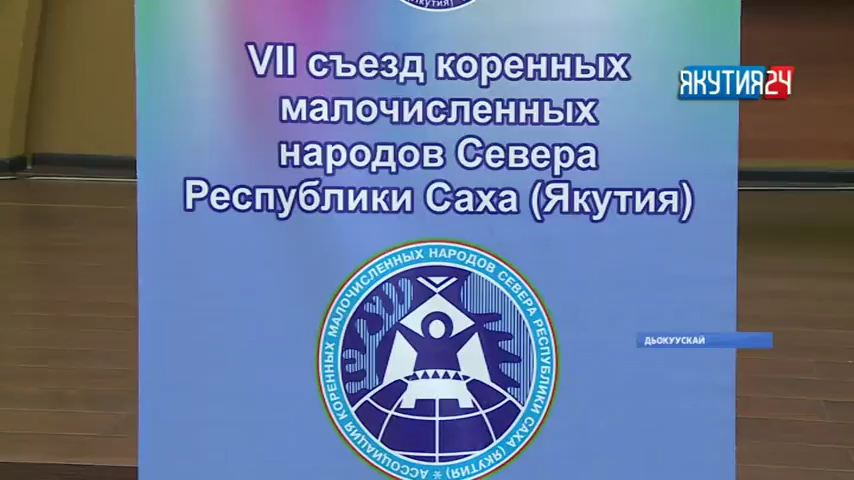 (ЯКУТИЯ)
VII съезд коренных
малочисленных
народов Севера
Республики Саха (Якутия)
ЯКУТИЯ24
ДЬОКУУСКАЙ
АССОЦИАЦИЯ КОРЕННЫХ МАЛОЧИСЛЕННЫХ НАРОДОВ СЕВЕРА РЕСПУБЛИКИ САХА (ЯКУТИЯ) *